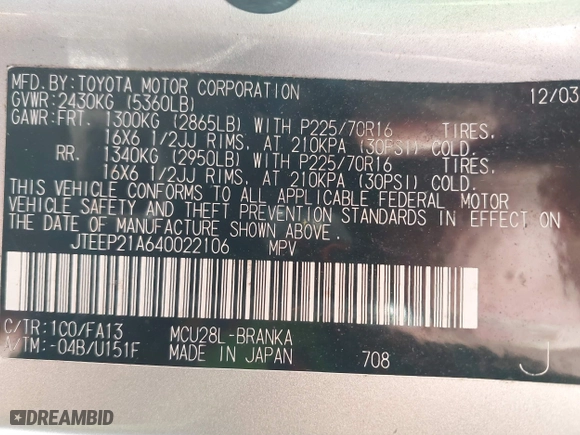 MFD.BY:TOYOTA MOTOR CORPORATION 12/03
GVWR:2430KG (5360LB)
GAWR:FRT. 1300KG (2865LB) WITH P225/70R16 TIRES,
16X6 1/2JJ RIMS, AT 210KPA (30PSI) COLD.
RR. 1340KG (2950LB) WITH P225/70R16 TIRES,
16X6 1/2JJ RIMS, AT 210KPA (30PSI) COLD.
THIS VEHICLE CONFORMS TO ALL APPLICABLE FEDERAL MOTOR
VEHICLE SAFETY AND THEFT PREVENTION STANDARDS IN EFFECT ON
THE DATE OF MANUFACTURE SHOWN ABOVE.
JTEEP21A640022106 MPV
C/TR:1C0/FA13 MCU28L-BRANKA
A/TM:-04B/U151F MADE IN JAPAN 708 J
DREAMBID